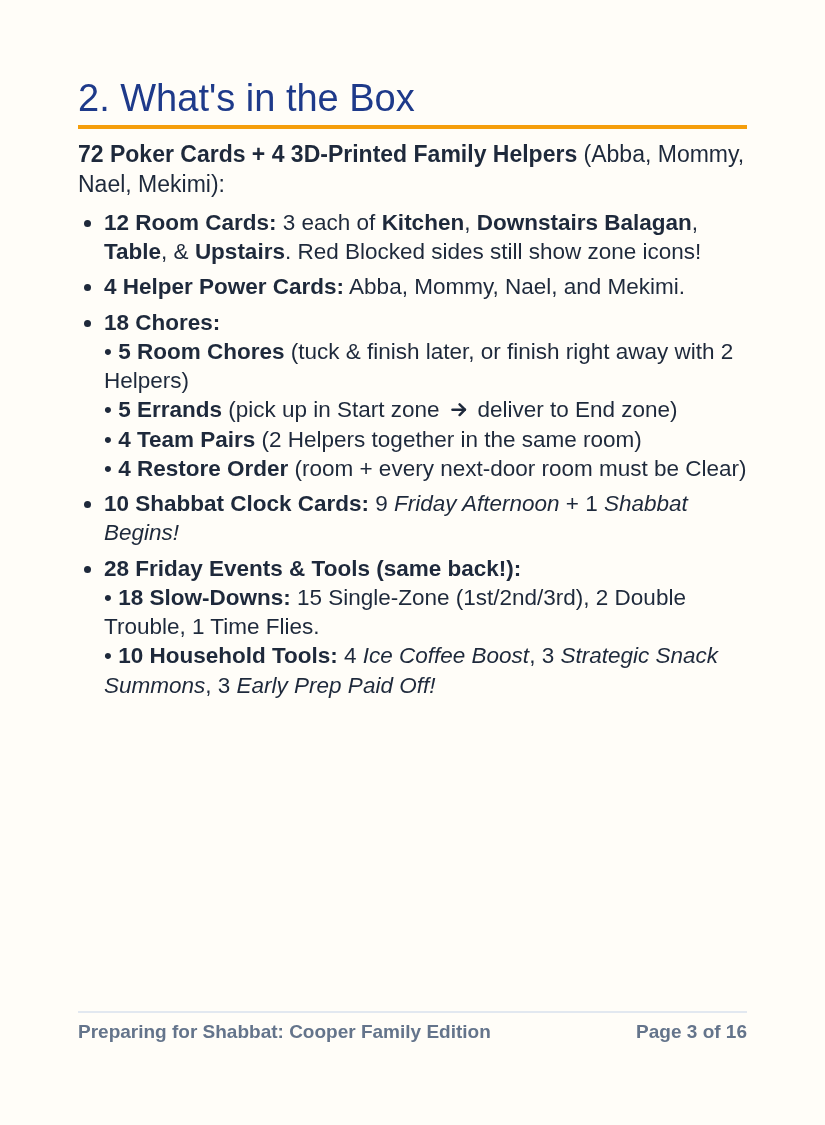 2. What's in the Box
72 Poker Cards + 4 3D-Printed Family Helpers (Abba, Mommy,
Nael, Mekimi):
• 12 Room Cards: 3 each of Kitchen, Downstairs Balagan,
Table, & Upstairs. Red Blocked sides still show zone icons!
• 4 Helper Power Cards: Abba, Mommy, Nael, and Mekimi.
• 18 Chores:
• 5 Room Chores (tuck & finish later, or finish right away with 2
Helpers)
• 5 Errands (pick up in Start zone → deliver to End zone)
• 4 Team Pairs (2 Helpers together in the same room)
• 4 Restore Order (room + every next-door room must be Clear)
• 10 Shabbat Clock Cards: 9 Friday Afternoon + 1 Shabbat
Begins!
• 28 Friday Events & Tools (same back!):
• 18 Slow-Downs: 15 Single-Zone (1st/2nd/3rd), 2 Double
Trouble, 1 Time Flies.
• 10 Household Tools: 4 Ice Coffee Boost, 3 Strategic Snack
Summons, 3 Early Prep Paid Off!
Preparing for Shabbat: Cooper Family Edition
Page 3 of 16